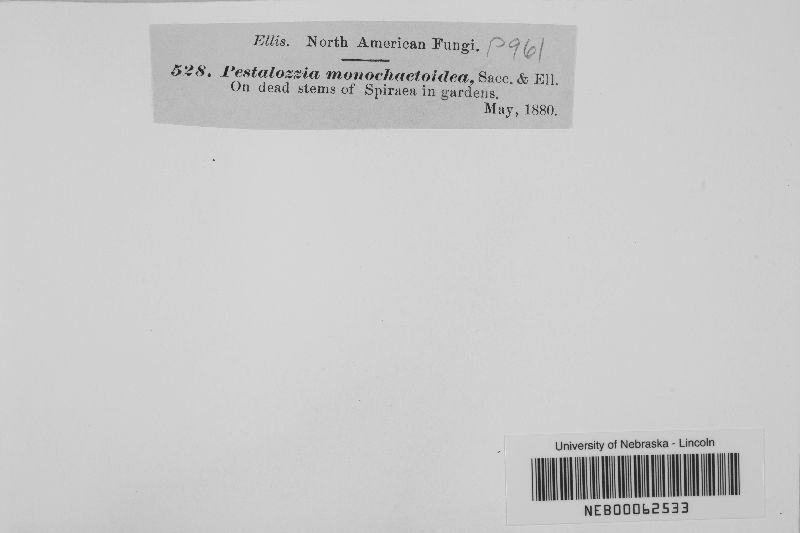 Ellis. North American Fungi. P961
528. Pestalozzia monochaetoidea, Sacc. & Ell.
On dead stems of Spiraea in gardens.
May, 1880.
University of Nebraska - Lincoln
NEB00062533